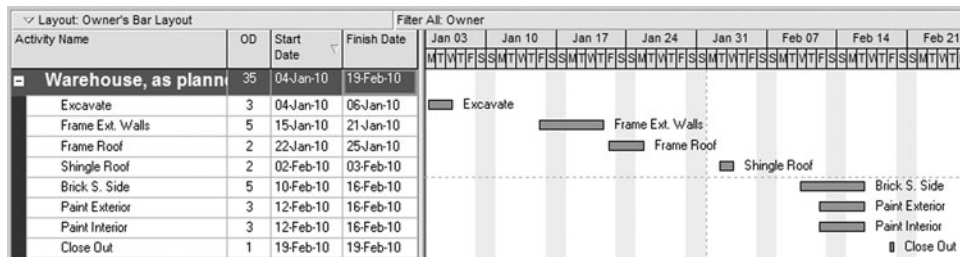 Layout: Owner's Bar Layout Filter All: Owner
Activity Name OD Start Date Finish Date Jan 03 Jan 10 Jan 17 Jan 24 Jan 31 Feb 07 Feb 14 Feb 21
M T W T F S S M T W T F S S M T W T F S S M T W T F S S M T W T F S S M T W T F S S M T W T F S S M T W T F
Warehouse, as plann 35 04-Jan-10 19-Feb-10
Excavate 3 04-Jan-10 06-Jan-10 Excavate
Frame Ext. Walls 5 15-Jan-10 21-Jan-10 Frame Ext. Walls
Frame Roof 2 22-Jan-10 25-Jan-10 Frame Roof
Shingle Roof 2 02-Feb-10 03-Feb-10 Shingle Roof
Brick S. Side 5 10-Feb-10 16-Feb-10 Brick S. Side
Paint Exterior 3 12-Feb-10 16-Feb-10 Paint Exterior
Paint Interior 3 12-Feb-10 16-Feb-10 Paint Interior
Close Out 1 19-Feb-10 19-Feb-10 Close Out